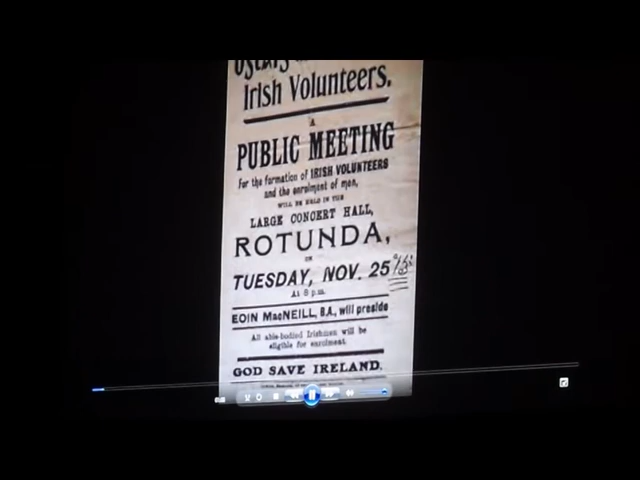 Irish Volunteers.
A
PUBLIC MEETING
For the formation of IRISH VOLUNTEERS
and the enrolment of men,
WILL BE HELD IN THE
LARGE CONCERT HALL,
ROTUNDA,
ON
TUESDAY, NOV. 25
At 8 p.m.
EOIN MacNEILL, B.A., will preside
All able-bodied Irishmen will be
eligible for enrolment.
GOD SAVE IRELAND.